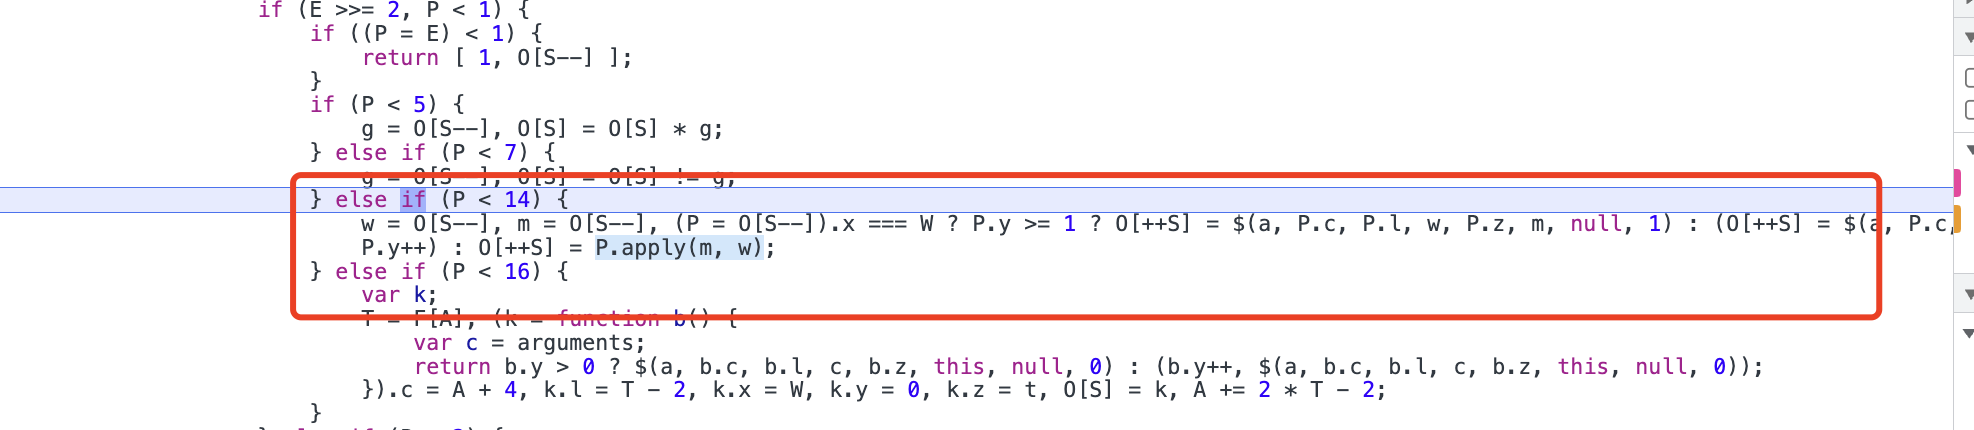 if (E >>= 2, P < 1) {
if ((P = E) < 1) {
return [ 1, O[S--] ];
}
if (P < 5) {
g = O[S--], O[S] = O[S] * g;
} else if (P < 7) {
g = O[S--], O[S] = O[S] != g;
} else if (P < 14) {
w = O[S--], m = O[S--], (P = O[S--]).x === W ? P.y >= 1 ? O[++S] = $(a, P.c, P.l, w, P.z, m, null, 1) : (O[++S] = $(a, P.c,
P.y++) : O[++S] = P.apply(m, w);
} else if (P < 16) {
var k;
T = F[A], (k = function b() {
var c = arguments;
return b.y > 0 ? $(a, b.c, b.l, c, b.z, this, null, 0) : (b.y++, $(a, b.c, b.l, c, b.z, this, null, 0));
}).c = A + 4, k.l = T - 2, k.x = W, k.y = 0, k.z = t, O[S] = k, A += 2 * T - 2;
}